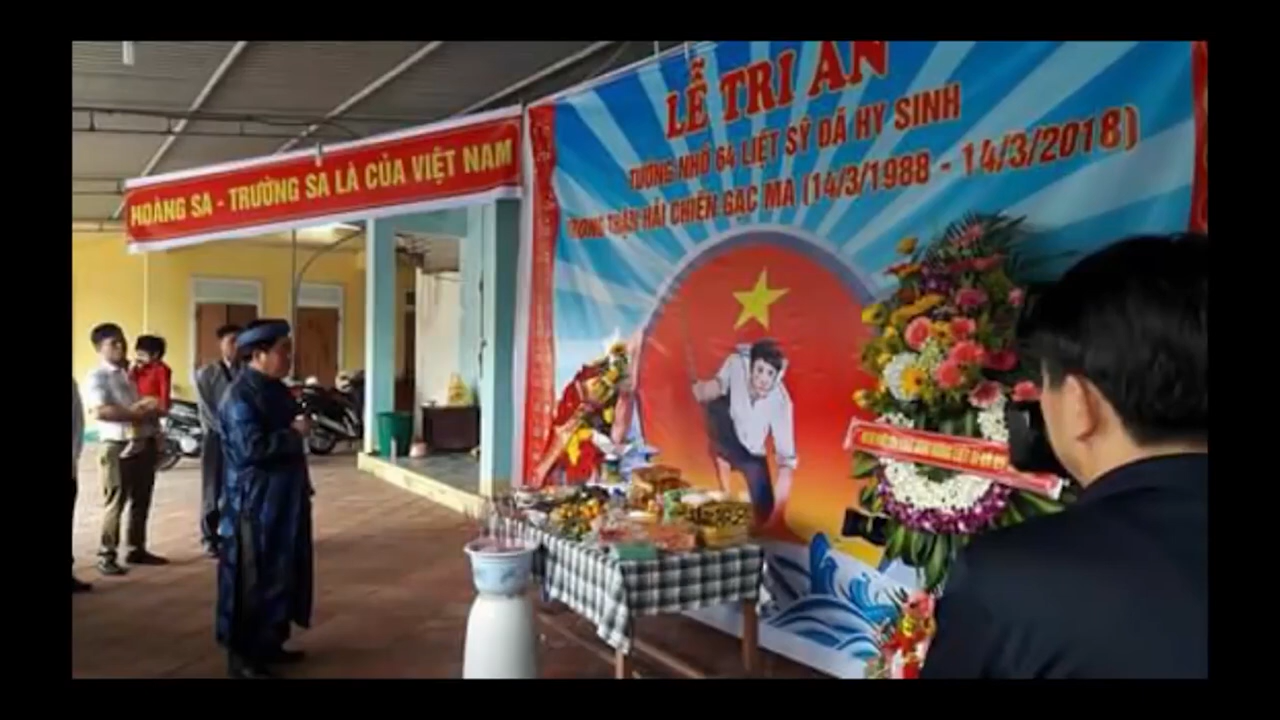 HOÀNG SA - TRƯỜNG SA LÀ CỦA VIỆT NAM
LỄ TRI ÂN
TƯỞNG NHỚ 64 LIỆT SỸ ĐÃ HY SINH
TRONG TRẬN HẢI CHIẾN GẠC MA (14/3/1988 - 14/3/2018)